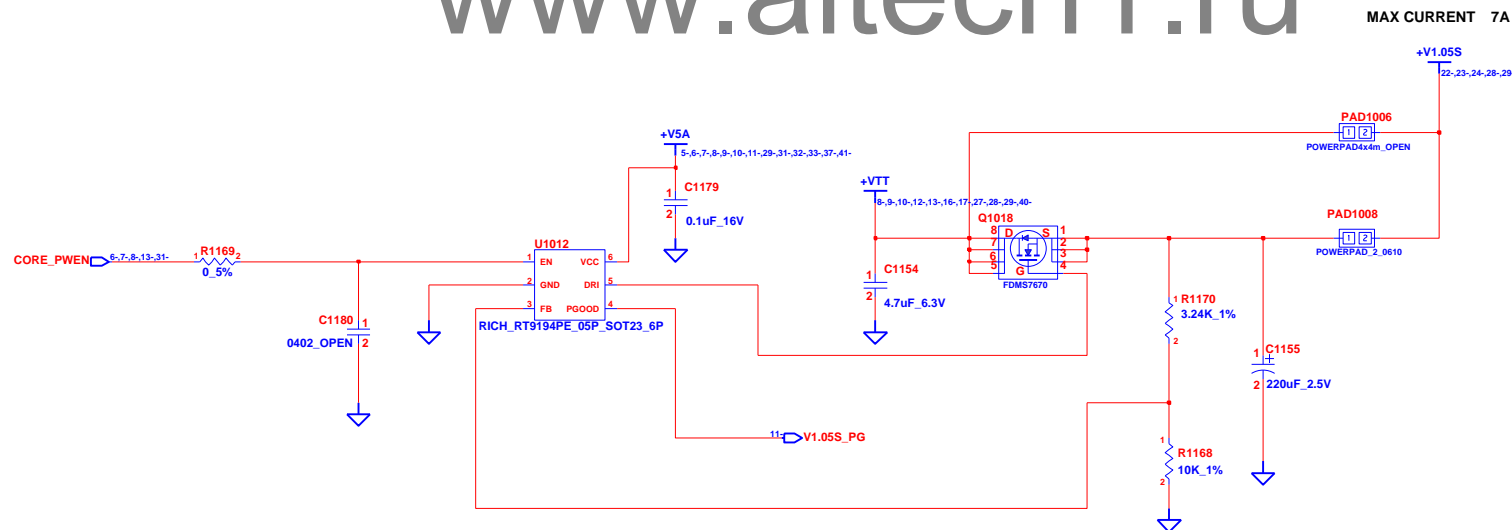 www.aitech1.ru
MAX CURRENT 7A
+V1.05S
22-,23-,24-,28-,29
PAD1006
1 2
POWERPAD4x4m_OPEN
+V5A
5-,6-,7-,8-,9-,10-,11-,29-,31-,32-,33-,37-,41-
C1179
1
2
0.1uF_16V
+VTT
8-,9-,10-,12-,13-,16-,17-,27-,28-,29-,40-
Q1018
8 D S 1
7 2
6 3
5 G 4
FDMS7670
PAD1008
1 2
POWERPAD_2_0610
CORE_PWEN 6-,7-,8-,13-,31-
1 R1169 2
0_5%
U1012
1 EN VCC 6
2 GND DRI 5
3 FB PGOOD 4
RICH_RT9194PE_05P_SOT23_6P
C1154
1
2
4.7uF_6.3V
C1180 1
0402_OPEN 2
1 R1170
3.24K_1%
2
C1155
1 +
2 220uF_2.5V
11- V1.05S_PG
1
R1168
10K_1%
2